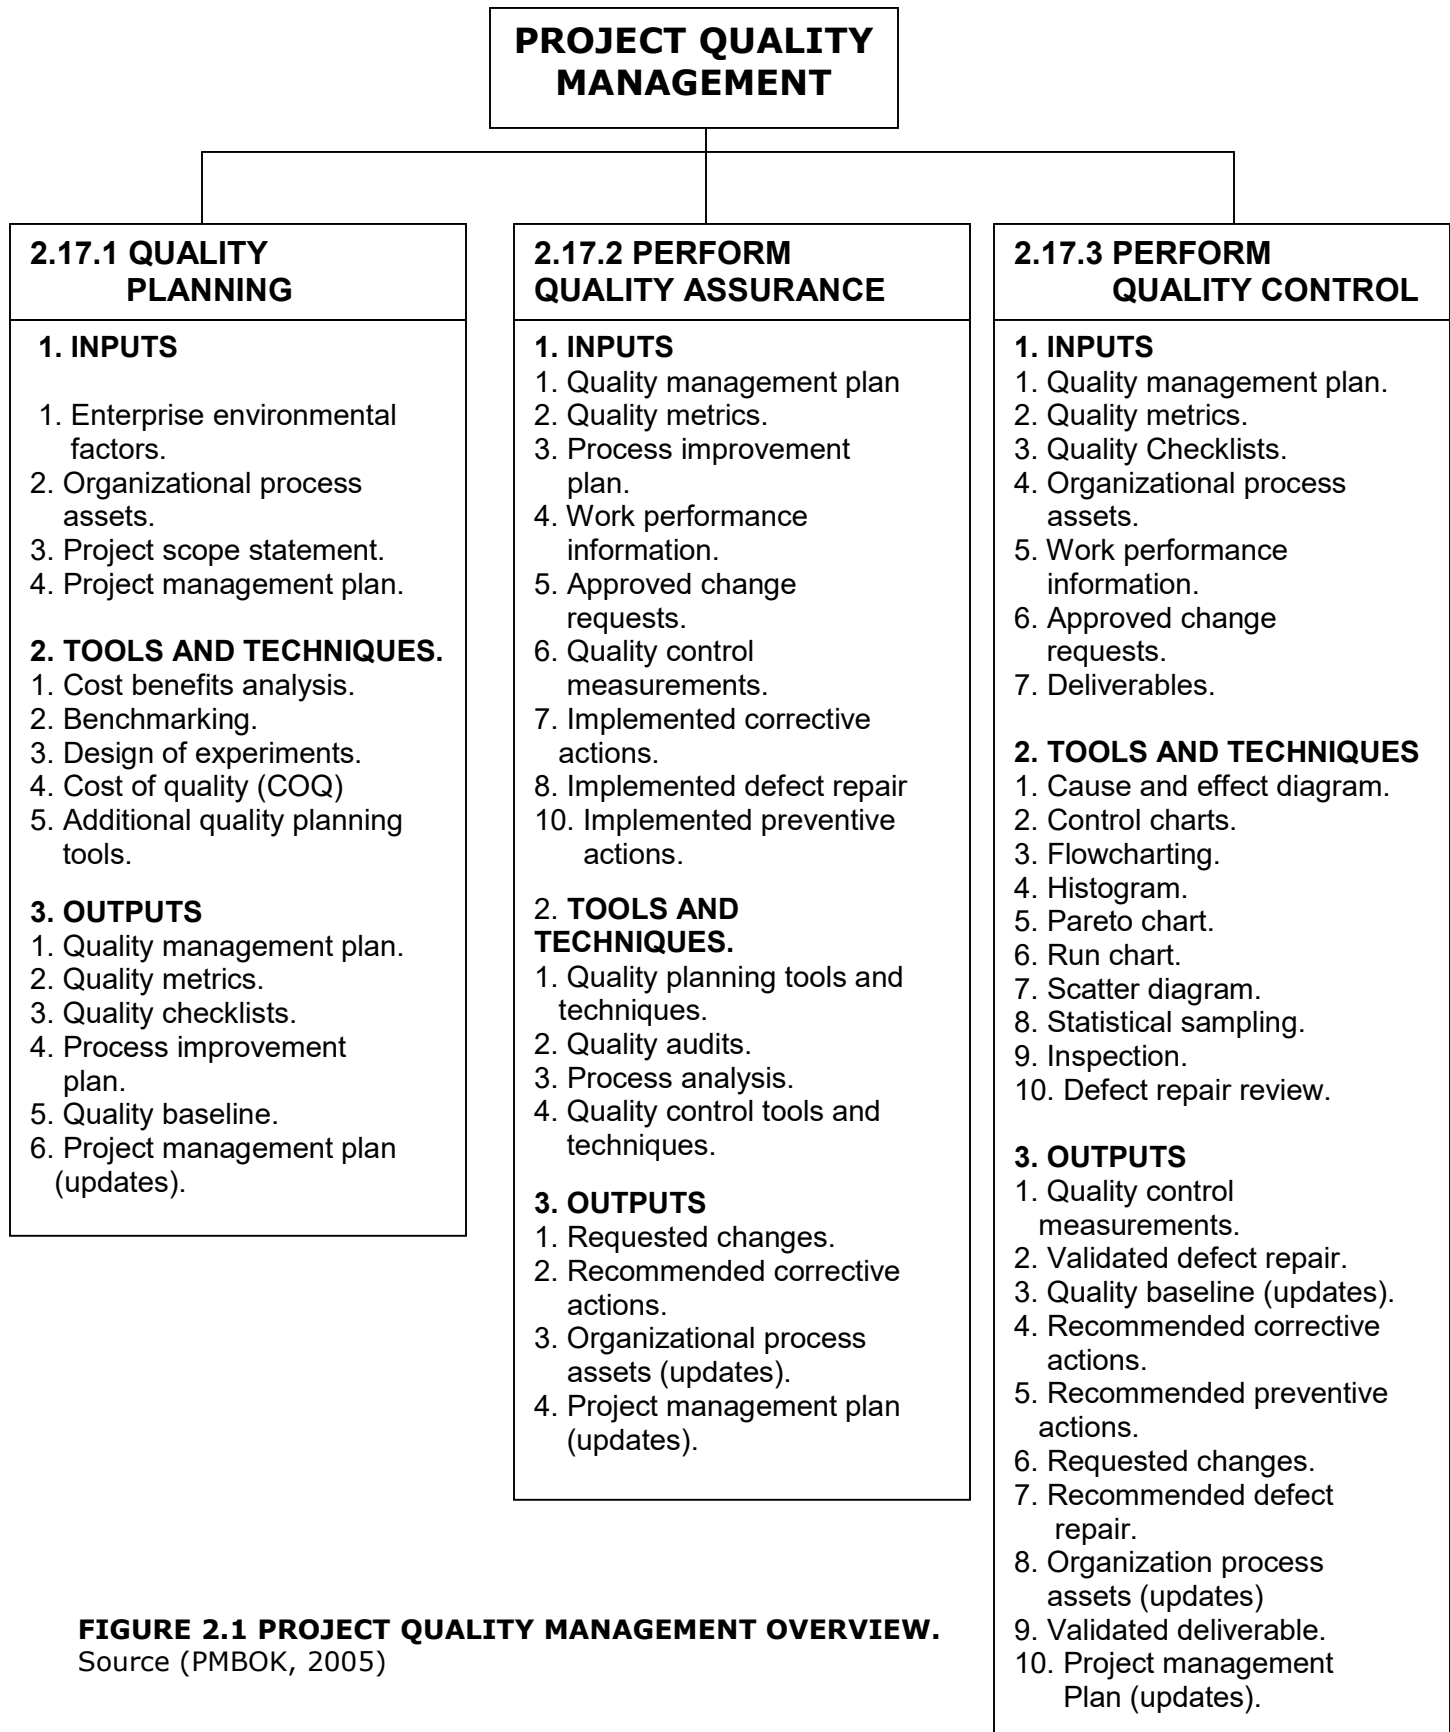 PROJECT QUALITY
MANAGEMENT
2.17.1 QUALITY
PLANNING
1. INPUTS
1. Enterprise environmental
factors.
2. Organizational process
assets.
3. Project scope statement.
4. Project management plan.
2. TOOLS AND TECHNIQUES.
1. Cost benefits analysis.
2. Benchmarking.
3. Design of experiments.
4. Cost of quality (COQ)
5. Additional quality planning
tools.
3. OUTPUTS
1. Quality management plan.
2. Quality metrics.
3. Quality checklists.
4. Process improvement
plan.
5. Quality baseline.
6. Project management plan
(updates).
2.17.2 PERFORM
QUALITY ASSURANCE
1. INPUTS
1. Quality management plan
2. Quality metrics.
3. Process improvement
plan.
4. Work performance
information.
5. Approved change
requests.
6. Quality control
measurements.
7. Implemented corrective
actions.
8. Implemented defect repair
10. Implemented preventive
actions.
2. TOOLS AND
TECHNIQUES.
1. Quality planning tools and
techniques.
2. Quality audits.
3. Process analysis.
4. Quality control tools and
techniques.
3. OUTPUTS
1. Requested changes.
2. Recommended corrective
actions.
3. Organizational process
assets (updates).
4. Project management plan
(updates).
2.17.3 PERFORM
QUALITY CONTROL
1. INPUTS
1. Quality management plan.
2. Quality metrics.
3. Quality Checklists.
4. Organizational process
assets.
5. Work performance
information.
6. Approved change
requests.
7. Deliverables.
2. TOOLS AND TECHNIQUES
1. Cause and effect diagram.
2. Control charts.
3. Flowcharting.
4. Histogram.
5. Pareto chart.
6. Run chart.
7. Scatter diagram.
8. Statistical sampling.
9. Inspection.
10. Defect repair review.
3. OUTPUTS
1. Quality control
measurements.
2. Validated defect repair.
3. Quality baseline (updates).
4. Recommended corrective
actions.
5. Recommended preventive
actions.
6. Requested changes.
7. Recommended defect
repair.
8. Organization process
assets (updates)
9. Validated deliverable.
10. Project management
Plan (updates).
FIGURE 2.1 PROJECT QUALITY MANAGEMENT OVERVIEW.
Source (PMBOK, 2005)